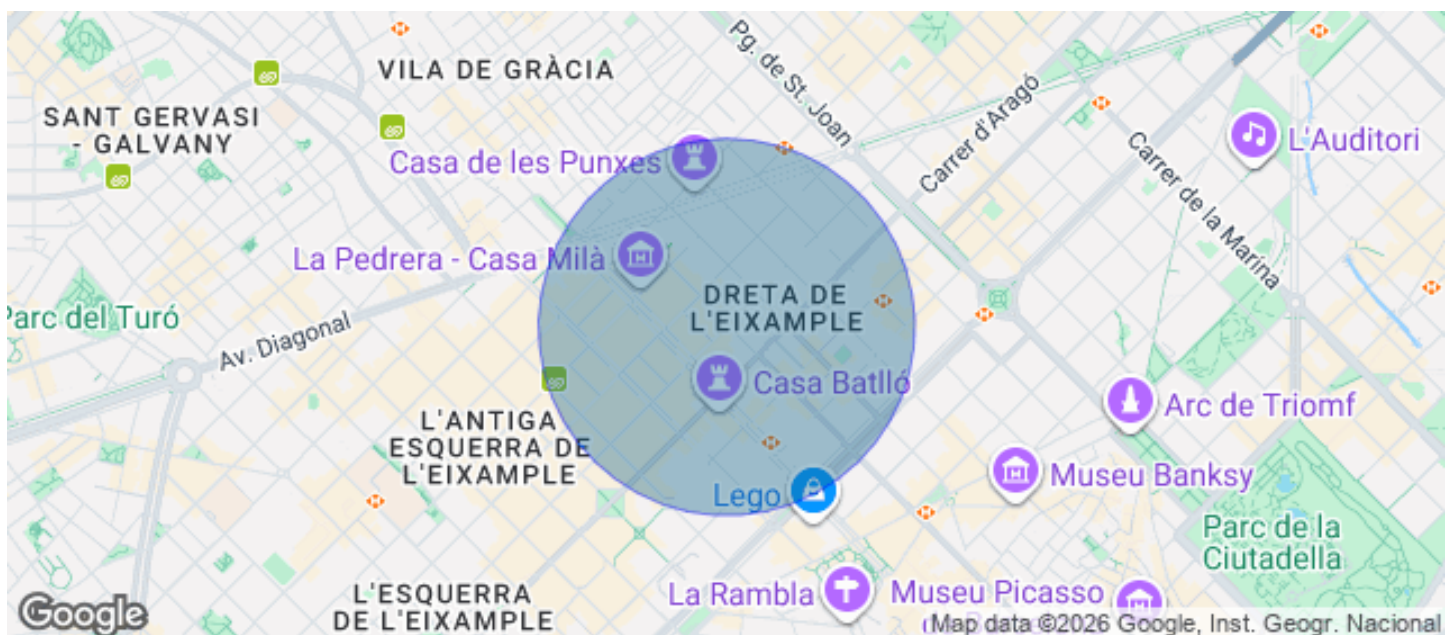 Pg. de St. Joan
VILA DE GRÀCIA
Carrer d'Aragó
SANT GERVASI
- GALVANY
L'Auditori
Casa de les Punxes
Carrer de la Marina
La Pedrera - Casa Milà
DRETA DE
L'EIXAMPLE
Parc del Turó
Av. Diagonal
Casa Batlló
Arc de Triomf
L'ANTIGA
ESQUERRA DE
L'EIXAMPLE
Museu Banksy
Lego
Parc de la
Ciutadella
L'ESQUERRA
DE L'EIXAMPLE
La Rambla
Museu Picasso
Google
Map data ©2026 Google, Inst. Geogr. Nacional